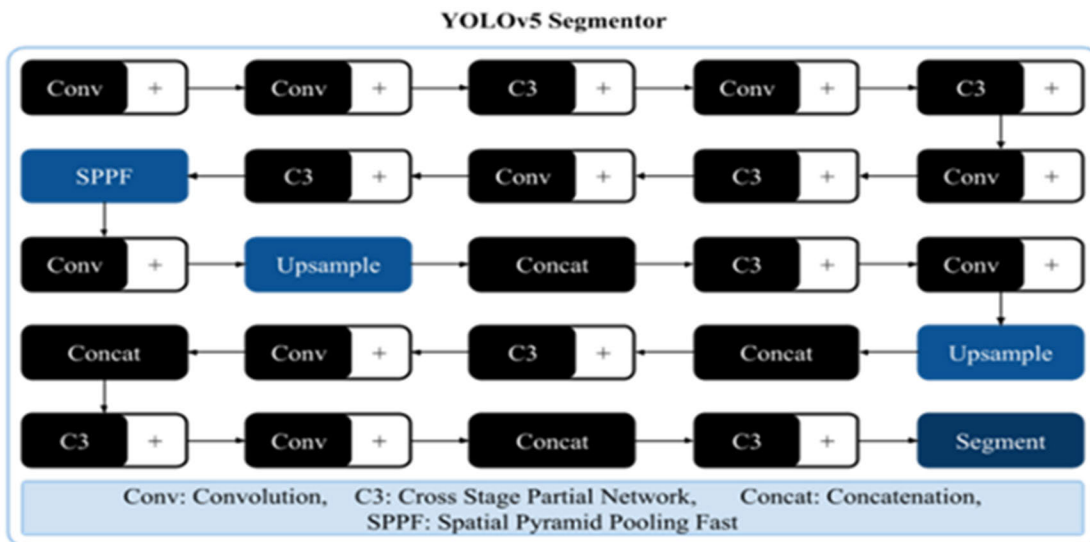 YOLOv5 Segmentor
Conv + Conv + C3 + Conv + C3 +
SPPF C3 + Conv + C3 + Conv +
Conv + Upsample Concat C3 + Conv +
Concat Conv + C3 + Concat Upsample
C3 + Conv + Concat C3 + Segment
Conv: Convolution, C3: Cross Stage Partial Network, Concat: Concatenation,
SPPF: Spatial Pyramid Pooling Fast